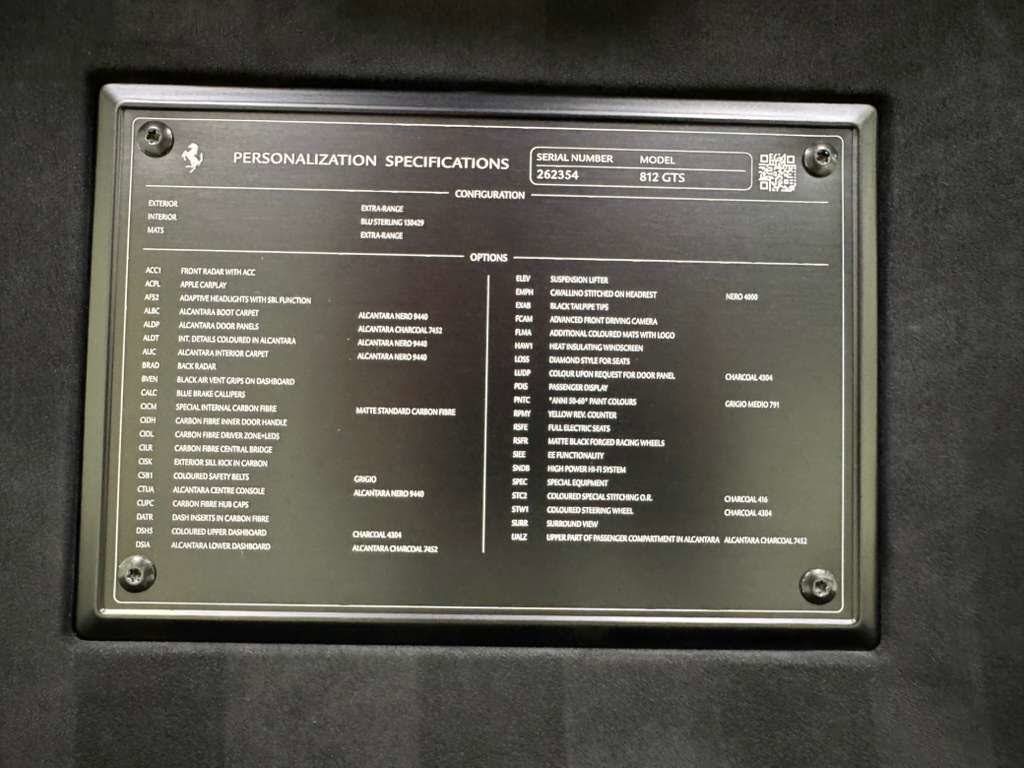 PERSONALIZATION SPECIFICATIONS
SERIAL NUMBER MODEL
262354 812 GTS
CONFIGURATION
EXTERIOR EXTRA-RANGE
INTERIOR BLU STERLING 130429
MATS EXTRA-RANGE
OPTIONS
ACC1 FRONT RADAR WITH ACC
ACPL APPLE CARPLAY
AFS2 ADAPTIVE HEADLIGHTS WITH SBL FUNCTION
ALBC ALCANTARA BOOT CARPET ALCANTARA NERO 9440
ALDP ALCANTARA DOOR PANELS ALCANTARA CHARCOAL 7452
ALDT INT. DETAILS COLOURED IN ALCANTARA ALCANTARA NERO 9440
ALIC ALCANTARA INTERIOR CARPET ALCANTARA NERO 9440
BRAD BACK RADAR
BVEN BLACK AIR VENT GRIPS ON DASHBOARD
CALC BLUE BRAKE CALLIPERS
CICM SPECIAL INTERNAL CARBON FIBRE MATTE STANDARD CARBON FIBRE
CIDH CARBON FIBRE INNER DOOR HANDLE
CIDL CARBON FIBRE DRIVER ZONE+LEDS
CILR CARBON FIBRE CENTRAL BRIDGE
CISK EXTERIOR SILL KICK IN CARBON
CSB1 COLOURED SAFETY BELTS GRIGIO
CTUA ALCANTARA CENTRE CONSOLE ALCANTARA NERO 9440
CUPC CARBON FIBRE HUB CAPS
DATR DASH INSERTS IN CARBON FIBRE
DSH5 COLOURED UPPER DASHBOARD CHARCOAL 4304
DSIA ALCANTARA LOWER DASHBOARD ALCANTARA CHARCOAL 7452
ELEV SUSPENSION LIFTER
EMPH CAVALLINO STITCHED ON HEADREST NERO 4000
EXAB BLACK TAILPIPE TIPS
FCAM ADVANCED FRONT DRIVING CAMERA
FLMA ADDITIONAL COLOURED MATS WITH LOGO
HAW1 HEAT INSULATING WINDSCREEN
LOSS DIAMOND STYLE FOR SEATS
LUDP COLOUR UPON REQUEST FOR DOOR PANEL CHARCOAL 4304
PDIS PASSENGER DISPLAY
PNTC "ANNI 50-60" PAINT COLOURS GRIGIO MEDIO 791
RPMY YELLOW REV. COUNTER
RSFE FULL ELECTRIC SEATS
RSFR MATTE BLACK FORGED RACING WHEELS
SIEE EE FUNCTIONALITY
SNDB HIGH POWER HI-FI SYSTEM
SPEC SPECIAL EQUIPMENT
STC2 COLOURED SPECIAL STITCHING O.R. CHARCOAL 416
STW1 COLOURED STEERING WHEEL CHARCOAL 4304
SURR SURROUND VIEW
UALZ UPPER PART OF PASSENGER COMPARTMENT IN ALCANTARA ALCANTARA CHARCOAL 7452